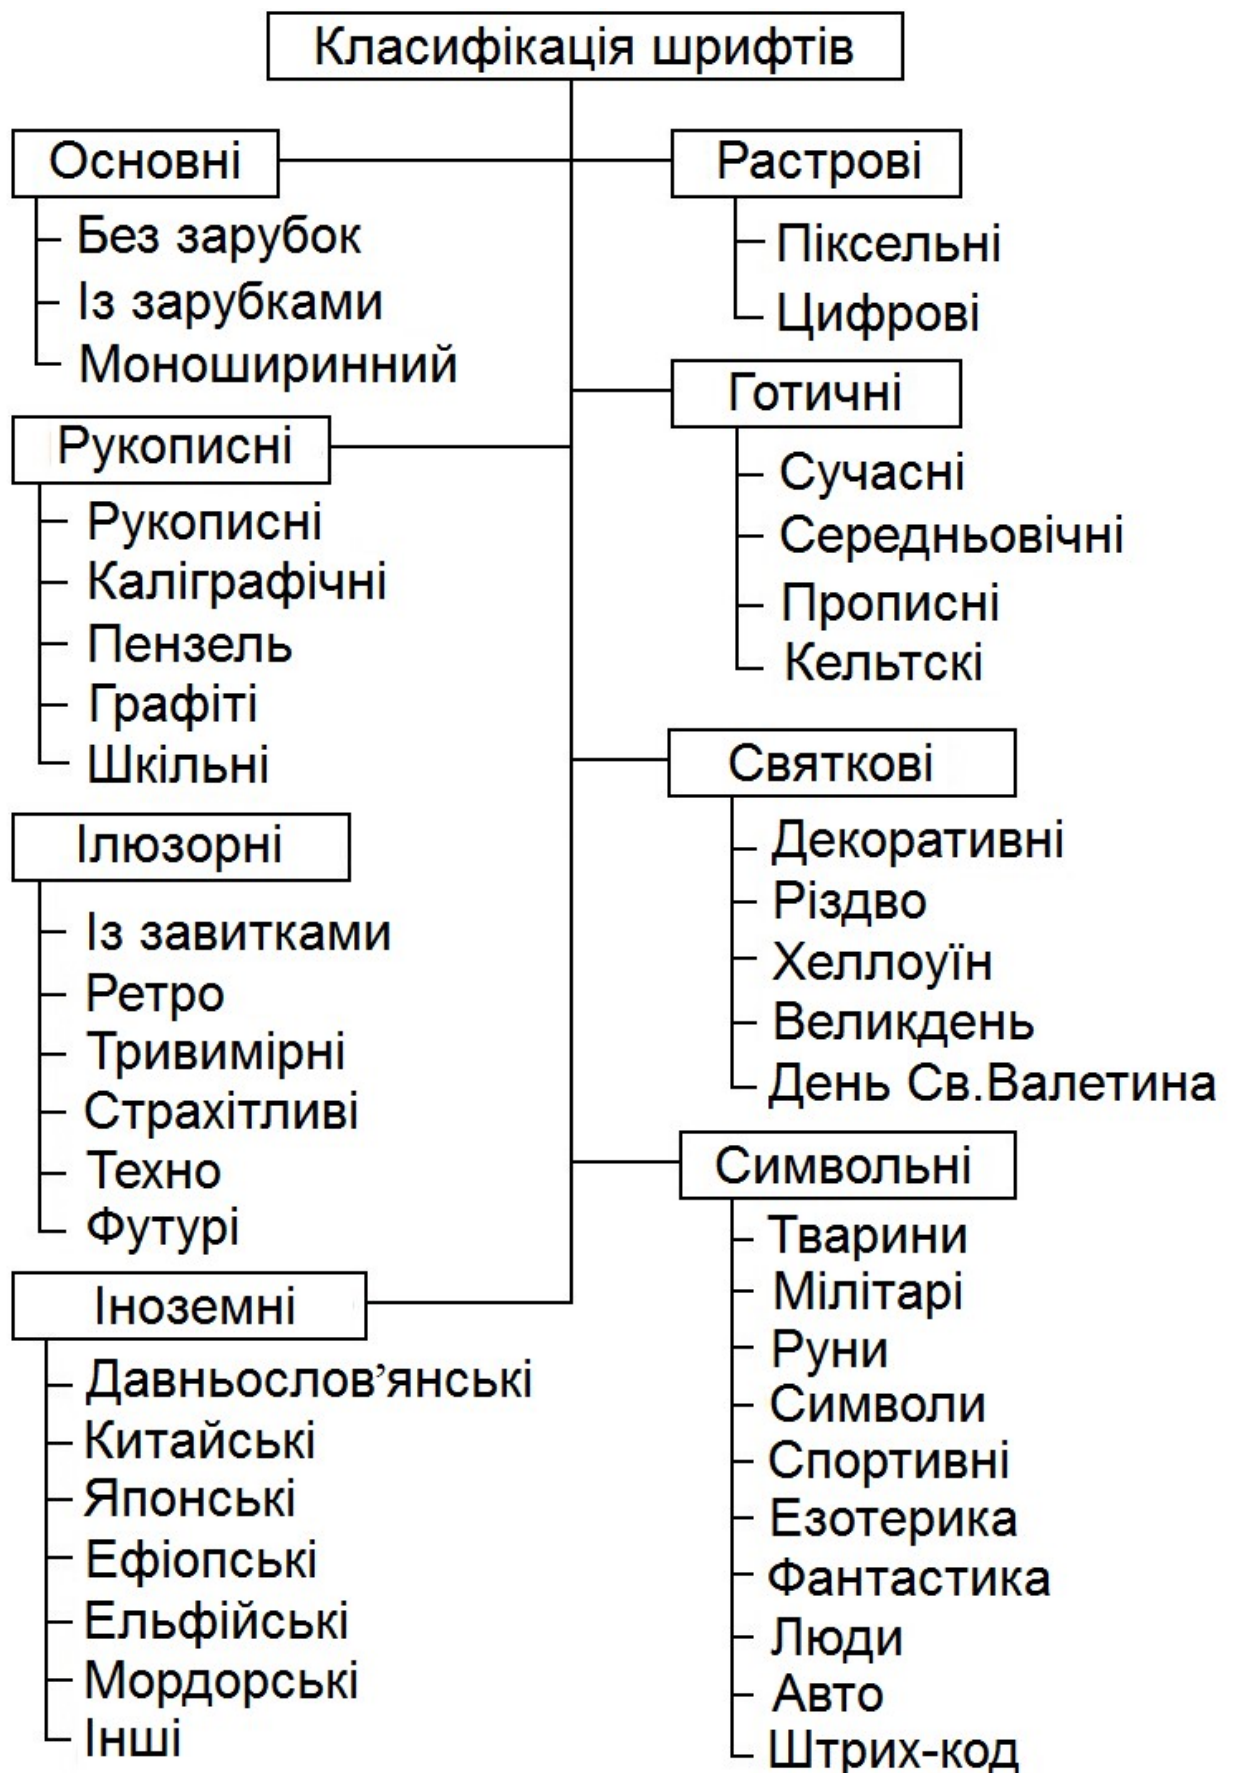 Класифікація шрифтів
Основні
Без зарубок
Із зарубками
Моноширинний
Рукописні
Рукописні
Каліграфічні
Пензель
Графіті
Шкільні
Ілюзорні
Із завитками
Ретро
Тривимірні
Страхітливі
Техно
Футурі
Іноземні
Давньослов’янські
Китайські
Японські
Ефіопські
Ельфійські
Мордорські
Інші
Растрові
Піксельні
Цифрові
Готичні
Сучасні
Середньовічні
Прописні
Кельтскі
Святкові
Декоративні
Різдво
Хеллоуїн
Великдень
День Св.Валетина
Символьні
Тварини
Мілітарі
Руни
Символи
Спортивні
Езотерика
Фантастика
Люди
Авто
Штрих-код